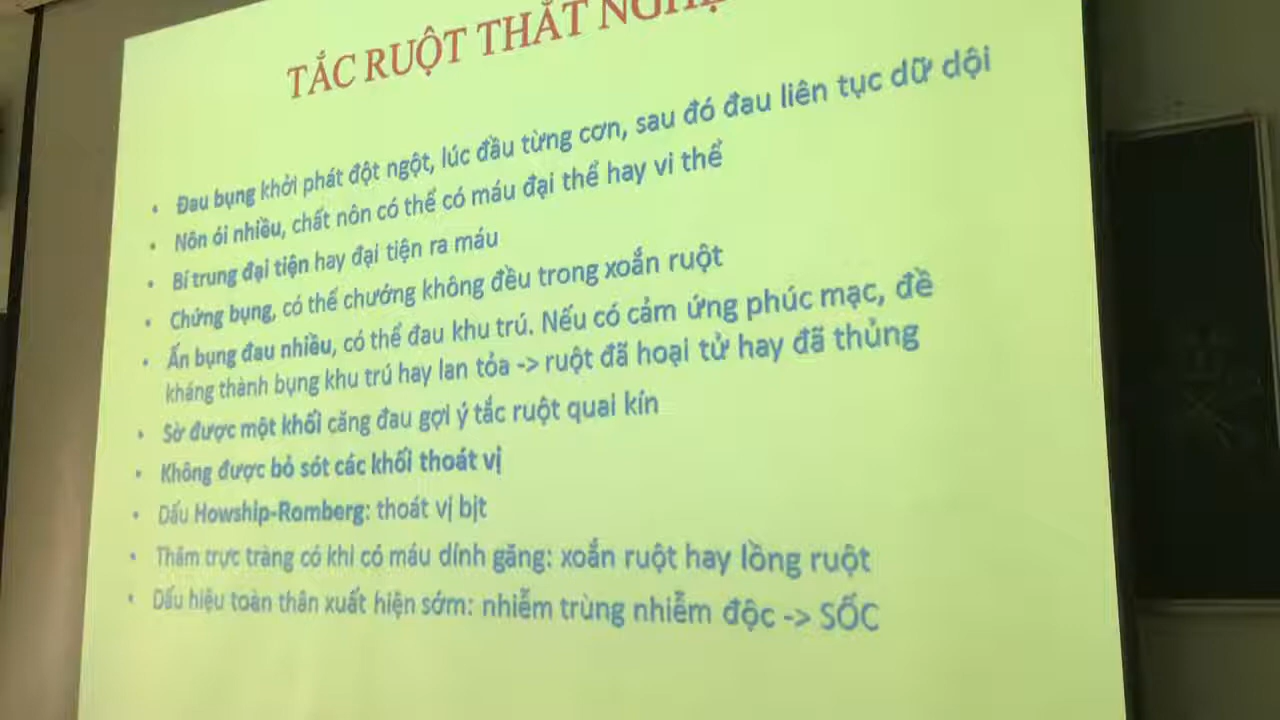 TẮC RUỘT THẮT NGHẸ
• Đau bụng khởi phát đột ngột, lúc đầu từng cơn, sau đó đau liên tục dữ dội
• Nôn ói nhiều, chất nôn có thể có máu đại thể hay vi thể
• Bí trung đại tiện hay đại tiện ra máu
• Chứng bụng, có thể chướng không đều trong xoắn ruột
• Ấn bụng đau nhiều, có thể đau khu trú. Nếu có cảm ứng phúc mạc, đề
kháng thành bụng khu trú hay lan tỏa -> ruột đã hoại tử hay đã thủng
• Sờ được một khối căng đau gợi ý tắc ruột quai kín
• Không được bỏ sót các khối thoát vị
• Dấu Howship-Romberg: thoát vị bịt
• Thăm trực tràng có khi có máu dính găng: xoắn ruột hay lồng ruột
• Dấu hiệu toàn thân xuất hiện sớm: nhiễm trùng nhiễm độc -> SỐC